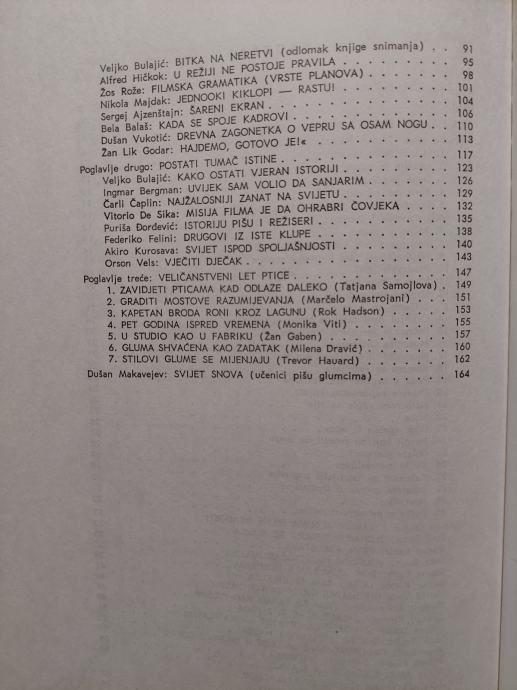 Veljko Bulajić: BITKA NA NERETVI (odlomak knjige snimanja) . . 91
Alfred Hičkok: U REŽIJI NE POSTOJE PRAVILA . . . . . . . . 95
Žos Rože: FILMSKA GRAMATIKA (VRSTE PLANOVA) . . . . . . 98
Nikola Majdak: JEDNOOKI KIKLOPI — RASTU! . . . . . . . . 101
Sergej Ajzenštajn: ŠARENI EKRAN . . . . . . . . . . . . 104
Bela Balaš: KADA SE SPOJE KADROVI . . . . . . . . . . . 106
Dušan Vukotić: DREVNA ZAGONETKA O VEPRU SA OSAM NOGU . 110
Žan Lik Godar: HAJDEMO, GOTOVO JE!« . . . . . . . . . . 113
Poglavlje drugo: POSTATI TUMAČ ISTINE . . . . . . . . . . 117
Veljko Bulajić: KAKO OSTATI VJERAN ISTORIJI . . . . . . . 123
Ingmar Bergman: UVIJEK SAM VOLIO DA SANJARIM . . . . . . 126
Čarli Čaplin: NAJŽALOSNIJI ZANAT NA SVIJETU . . . . . . . 129
Vitorio De Sika: MISIJA FILMA JE DA OHRABRI ČOVJEKA . . . . 132
Puriša Đorđević: ISTORIJU PIŠU I REŽISERI . . . . . . . . 135
Federiko Felini: DRUGOVI IZ ISTE KLUPE . . . . . . . . . 138
Akiro Kurosava: SVIJET ISPOD SPOLJAŠNJOSTI . . . . . . . 140
Orson Vels: VJEČITI DJEČAK . . . . . . . . . . . . . . 143
Poglavlje treće: VELIČANSTVENI LET PTICE . . . . . . . . . 147
1. ZAVIDJETI PTICAMA KAD ODLAZE DALEKO (Tatjana Samojlova) . 149
2. GRADITI MOSTOVE RAZUMIJEVANJA (Marčelo Mastrojani) . . . 151
3. KAPETAN BRODA RONI KROZ LAGUNU (Rok Hadson) . . . . 153
4. PET GODINA ISPRED VREMENA (Monika Viti) . . . . . . . 155
5. U STUDIO KAO U FABRIKU (Žan Gaben) . . . . . . . . . 157
6. GLUMA SHVAĆENA KAO ZADATAK (Milena Dravić) . . . . . . 160
7. STILOVI GLUME SE MIJENJAJU (Trevor Hauard) . . . . . . . 162
Dušan Makavejev: SVIJET SNOVA (učenici pišu glumcima) . . . . . 164